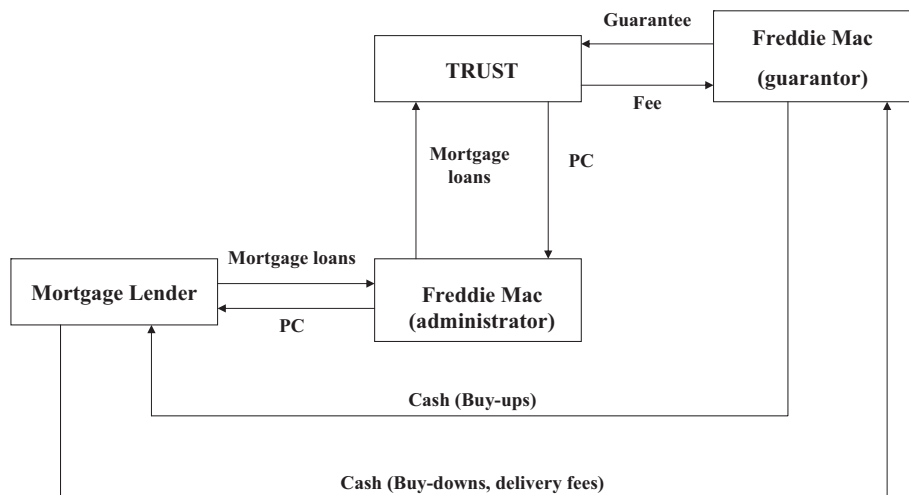 Guarantee
Freddie Mac
(guarantor)
TRUST
Fee
Mortgage
loans
PC
Mortgage loans
Mortgage Lender
Freddie Mac
(administrator)
PC
Cash (Buy-ups)
Cash (Buy-downs, delivery fees)